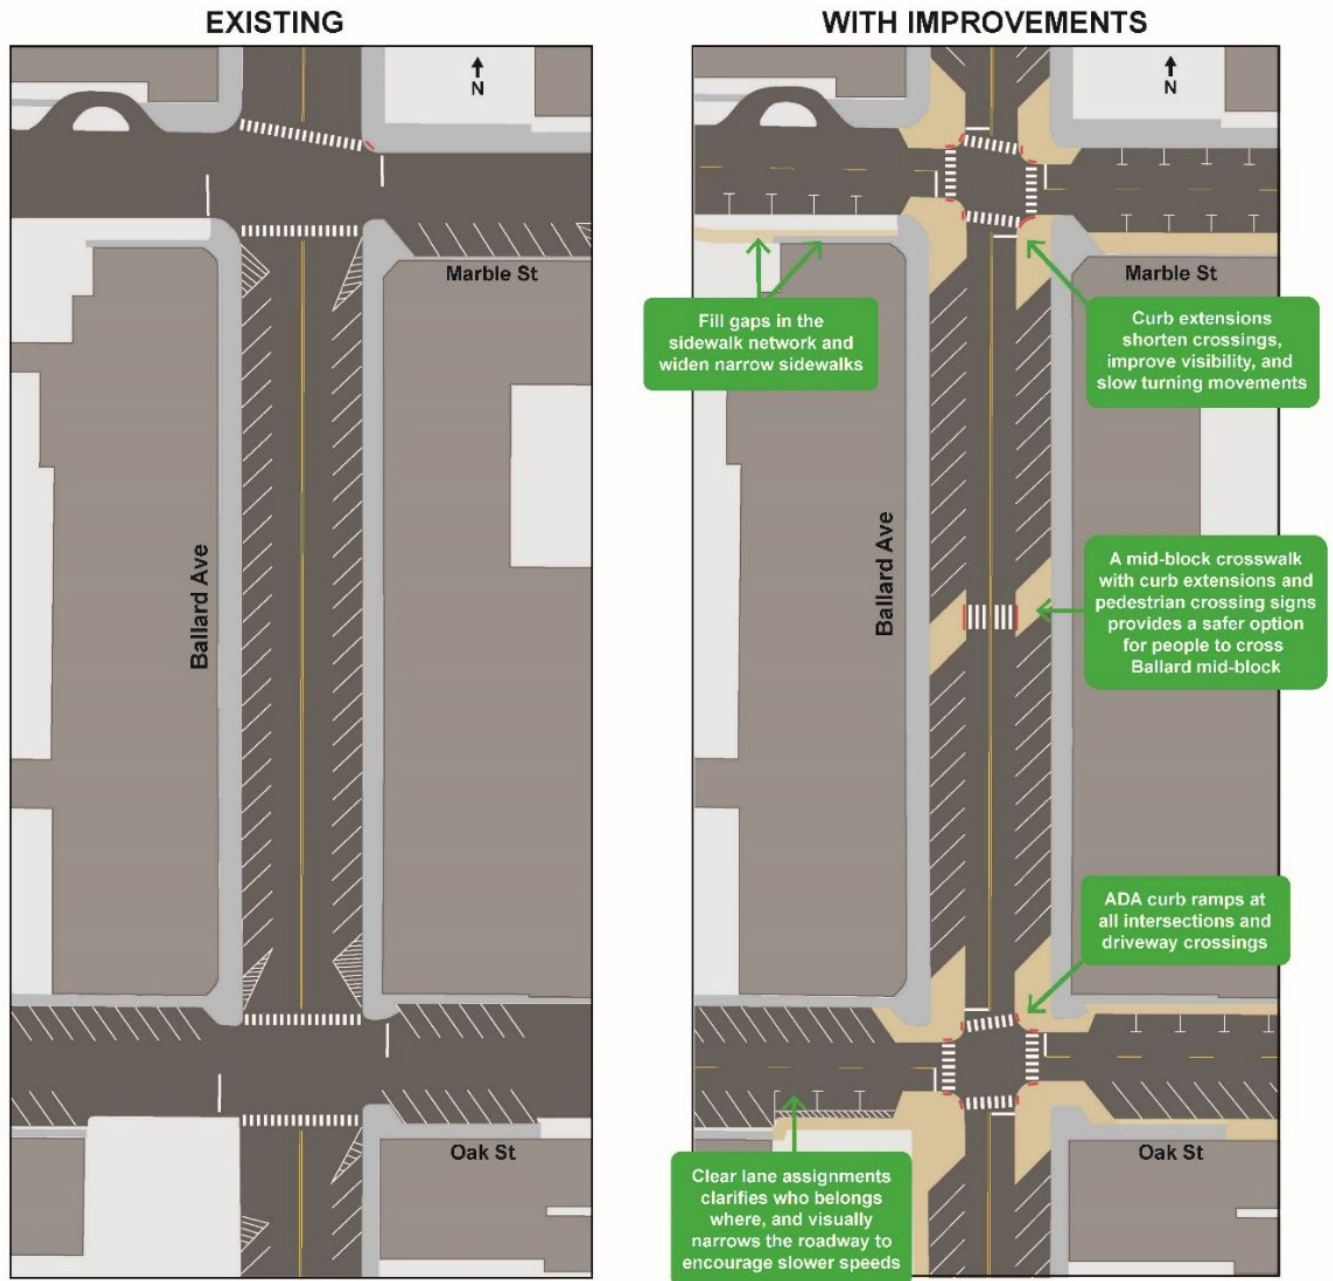 EXISTING
N
Marble St
Ballard Ave
Oak St
WITH IMPROVEMENTS
N
Marble St
Fill gaps in the
sidewalk network and
widen narrow sidewalks
Curb extensions
shorten crossings,
improve visibility, and
slow turning movements
Ballard Ave
A mid-block crosswalk
with curb extensions and
pedestrian crossing signs
provides a safer option
for people to cross
Ballard mid-block
ADA curb ramps at
all intersections and
driveway crossings
Oak St
Clear lane assignments
clarifies who belongs
where, and visually
narrows the roadway to
encourage slower speeds